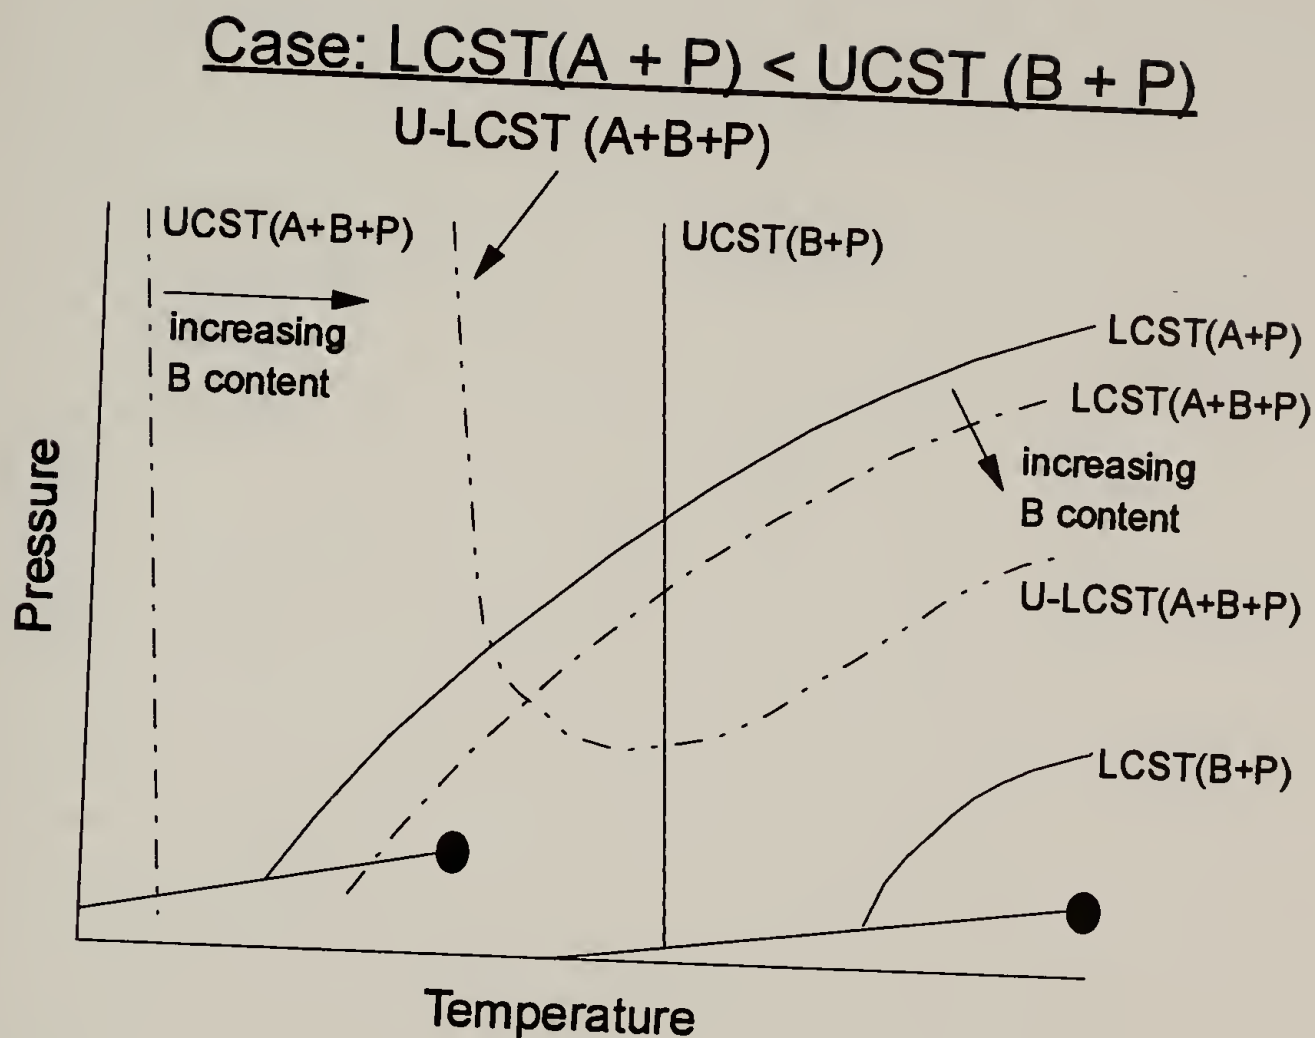 Case: LCST(A + P) < UCST (B + P)
U-LCST (A+B+P)
UCST(A+B+P)
UCST(B+P)
increasing
B content
LCST(A+P)
LCST(A+B+P)
increasing
B content
U-LCST(A+B+P)
LCST(B+P)
Pressure
Temperature